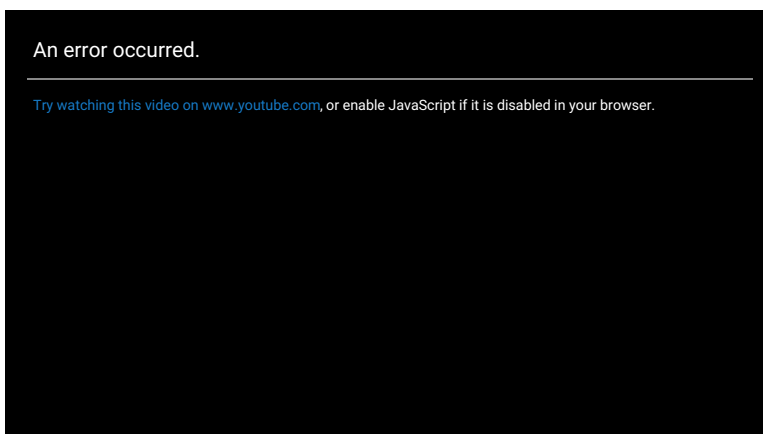 An error occurred.
Try watching this video on www.youtube.com, or enable JavaScript if it is disabled in your browser.